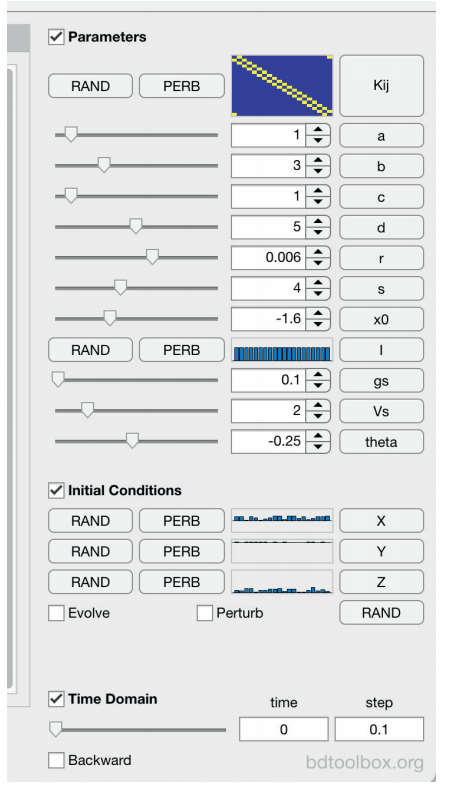 Parameters
RAND PERB Kij
1 a
3 b
1 c
5 d
0.006 r
4 s
-1.6 x0
RAND PERB I
0.1 gs
2 Vs
-0.25 theta
Initial Conditions
RAND PERB X
RAND PERB Y
RAND PERB Z
Evolve Perturb RAND
Time Domain time step
0 0.1
Backward bdtoolbox.org